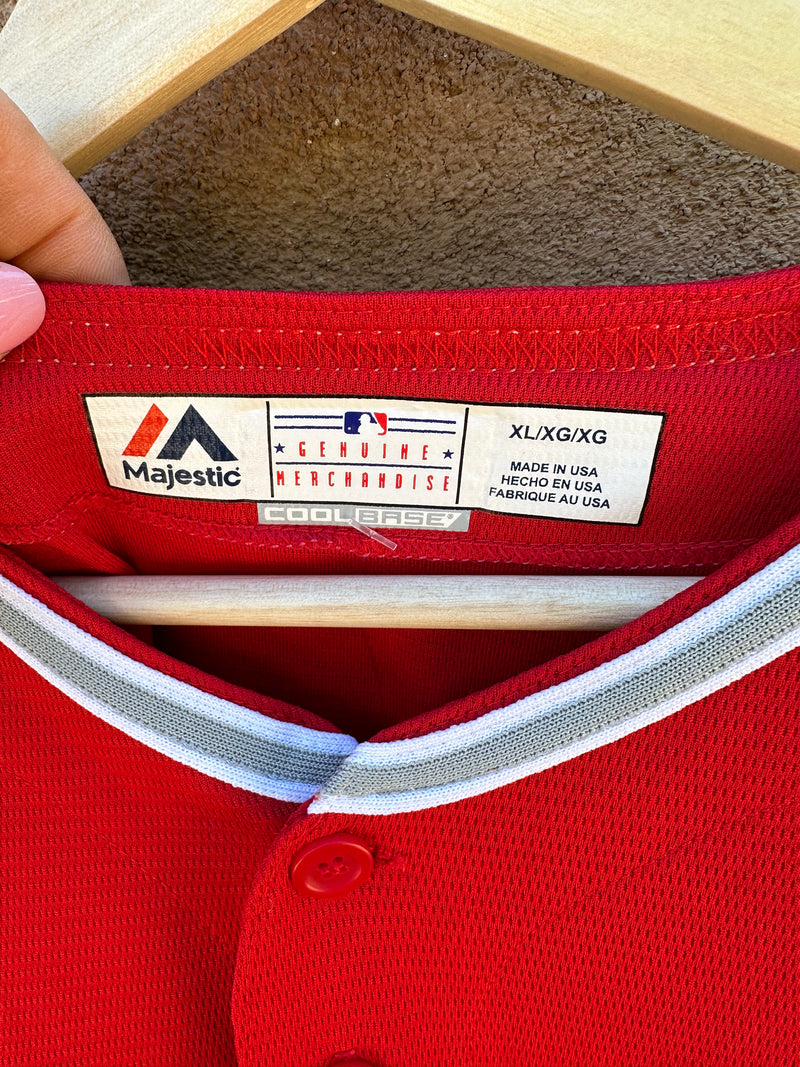 Majestic
GENUINE
MERCHANDISE
XL/XG/XG
MADE IN USA
HECHO EN USA
FABRIQUE AU USA
COOLBASE